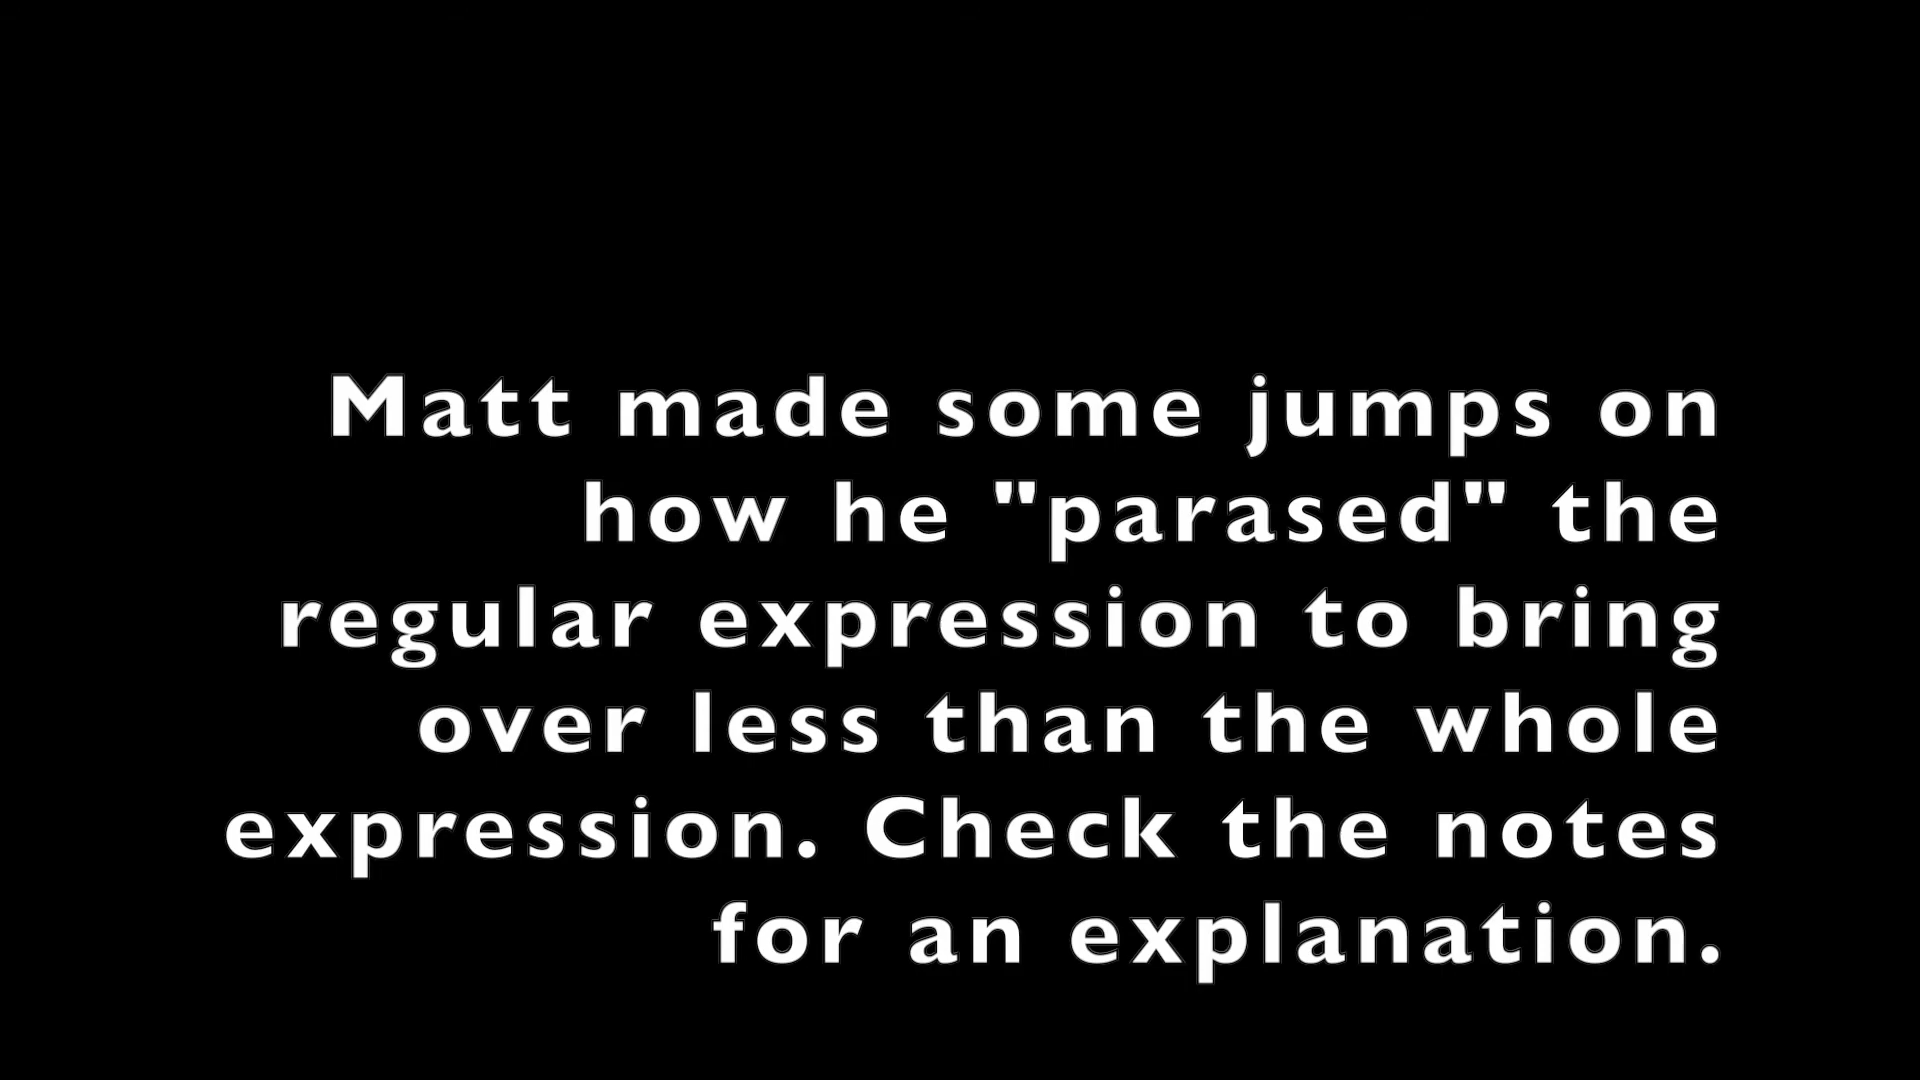 Matt made some jumps on
how he "parased" the
regular expression to bring
over less than the whole
expression. Check the notes
for an explanation.